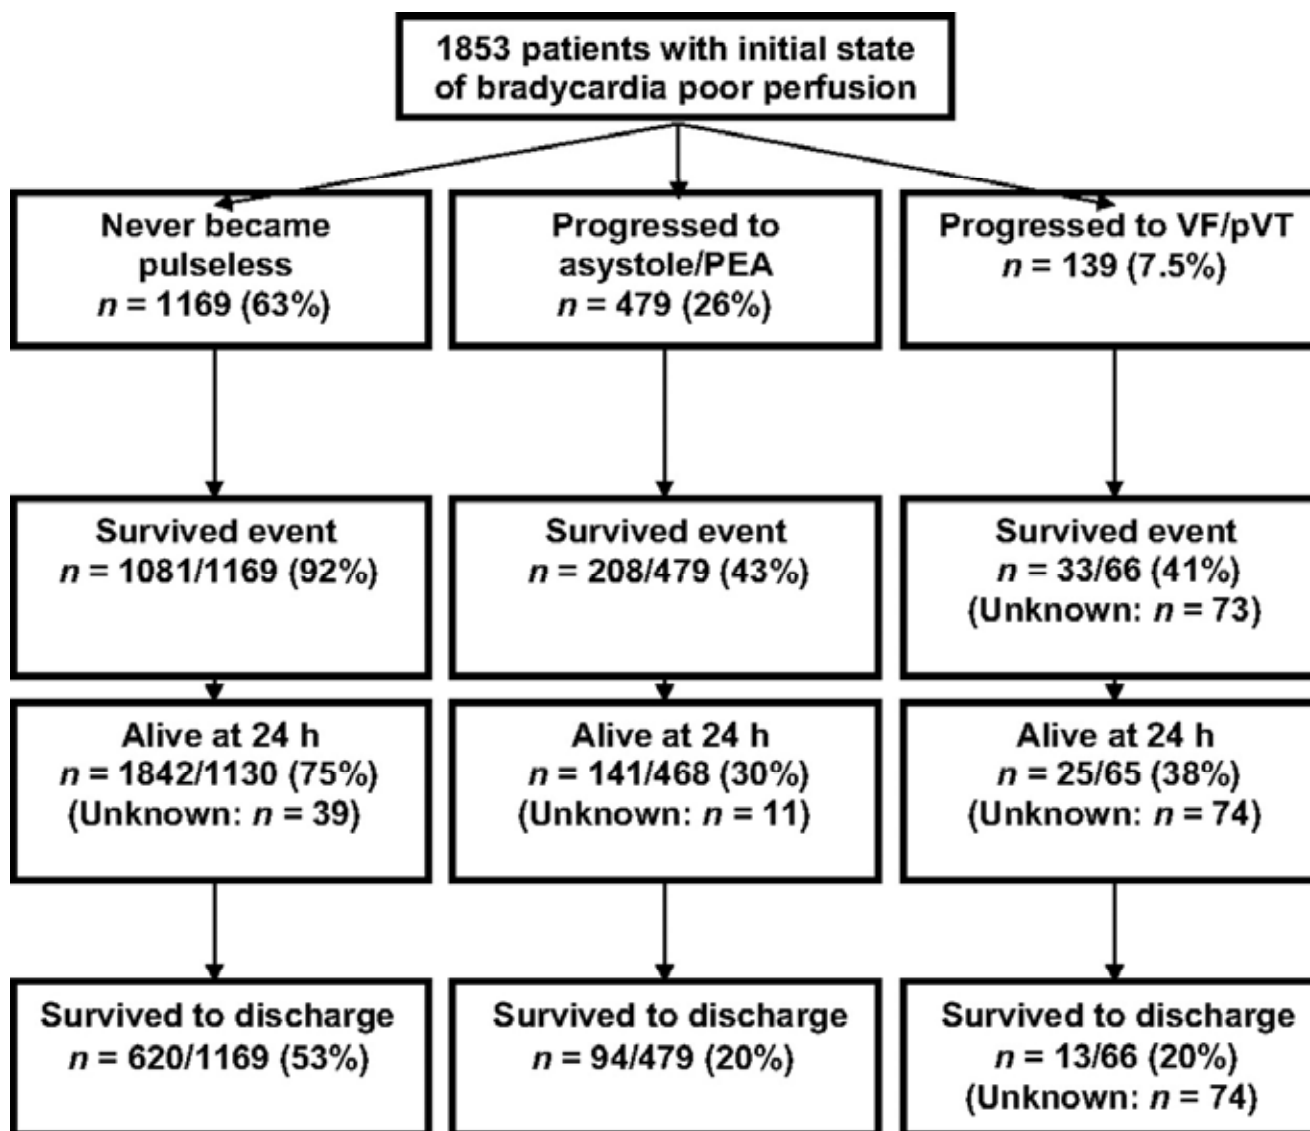 1853 patients with initial state
of bradycardia poor perfusion
Never became
pulseless
n = 1169 (63%)
Progressed to
asystole/PEA
n = 479 (26%)
Progressed to VF/pVT
n = 139 (7.5%)
Survived event
n = 1081/1169 (92%)
Survived event
n = 208/479 (43%)
Survived event
n = 33/66 (41%)
(Unknown: n = 73)
Alive at 24 h
n = 1842/1130 (75%)
(Unknown: n = 39)
Alive at 24 h
n = 141/468 (30%)
(Unknown: n = 11)
Alive at 24 h
n = 25/65 (38%)
(Unknown: n = 74)
Survived to discharge
n = 620/1169 (53%)
Survived to discharge
n = 94/479 (20%)
Survived to discharge
n = 13/66 (20%)
(Unknown: n = 74)